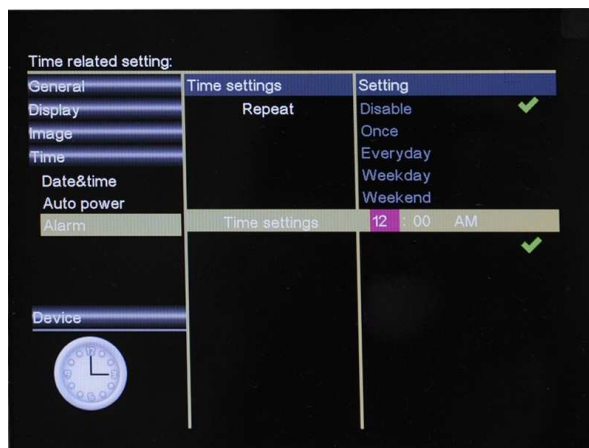 Time related setting:
General
Time settings
Setting
Display
Repeat
Disable
Image
Once
Time
Everyday
Date&time
Weekday
Auto power
Weekend
Alarm
Time settings
12 : 00 AM
Device